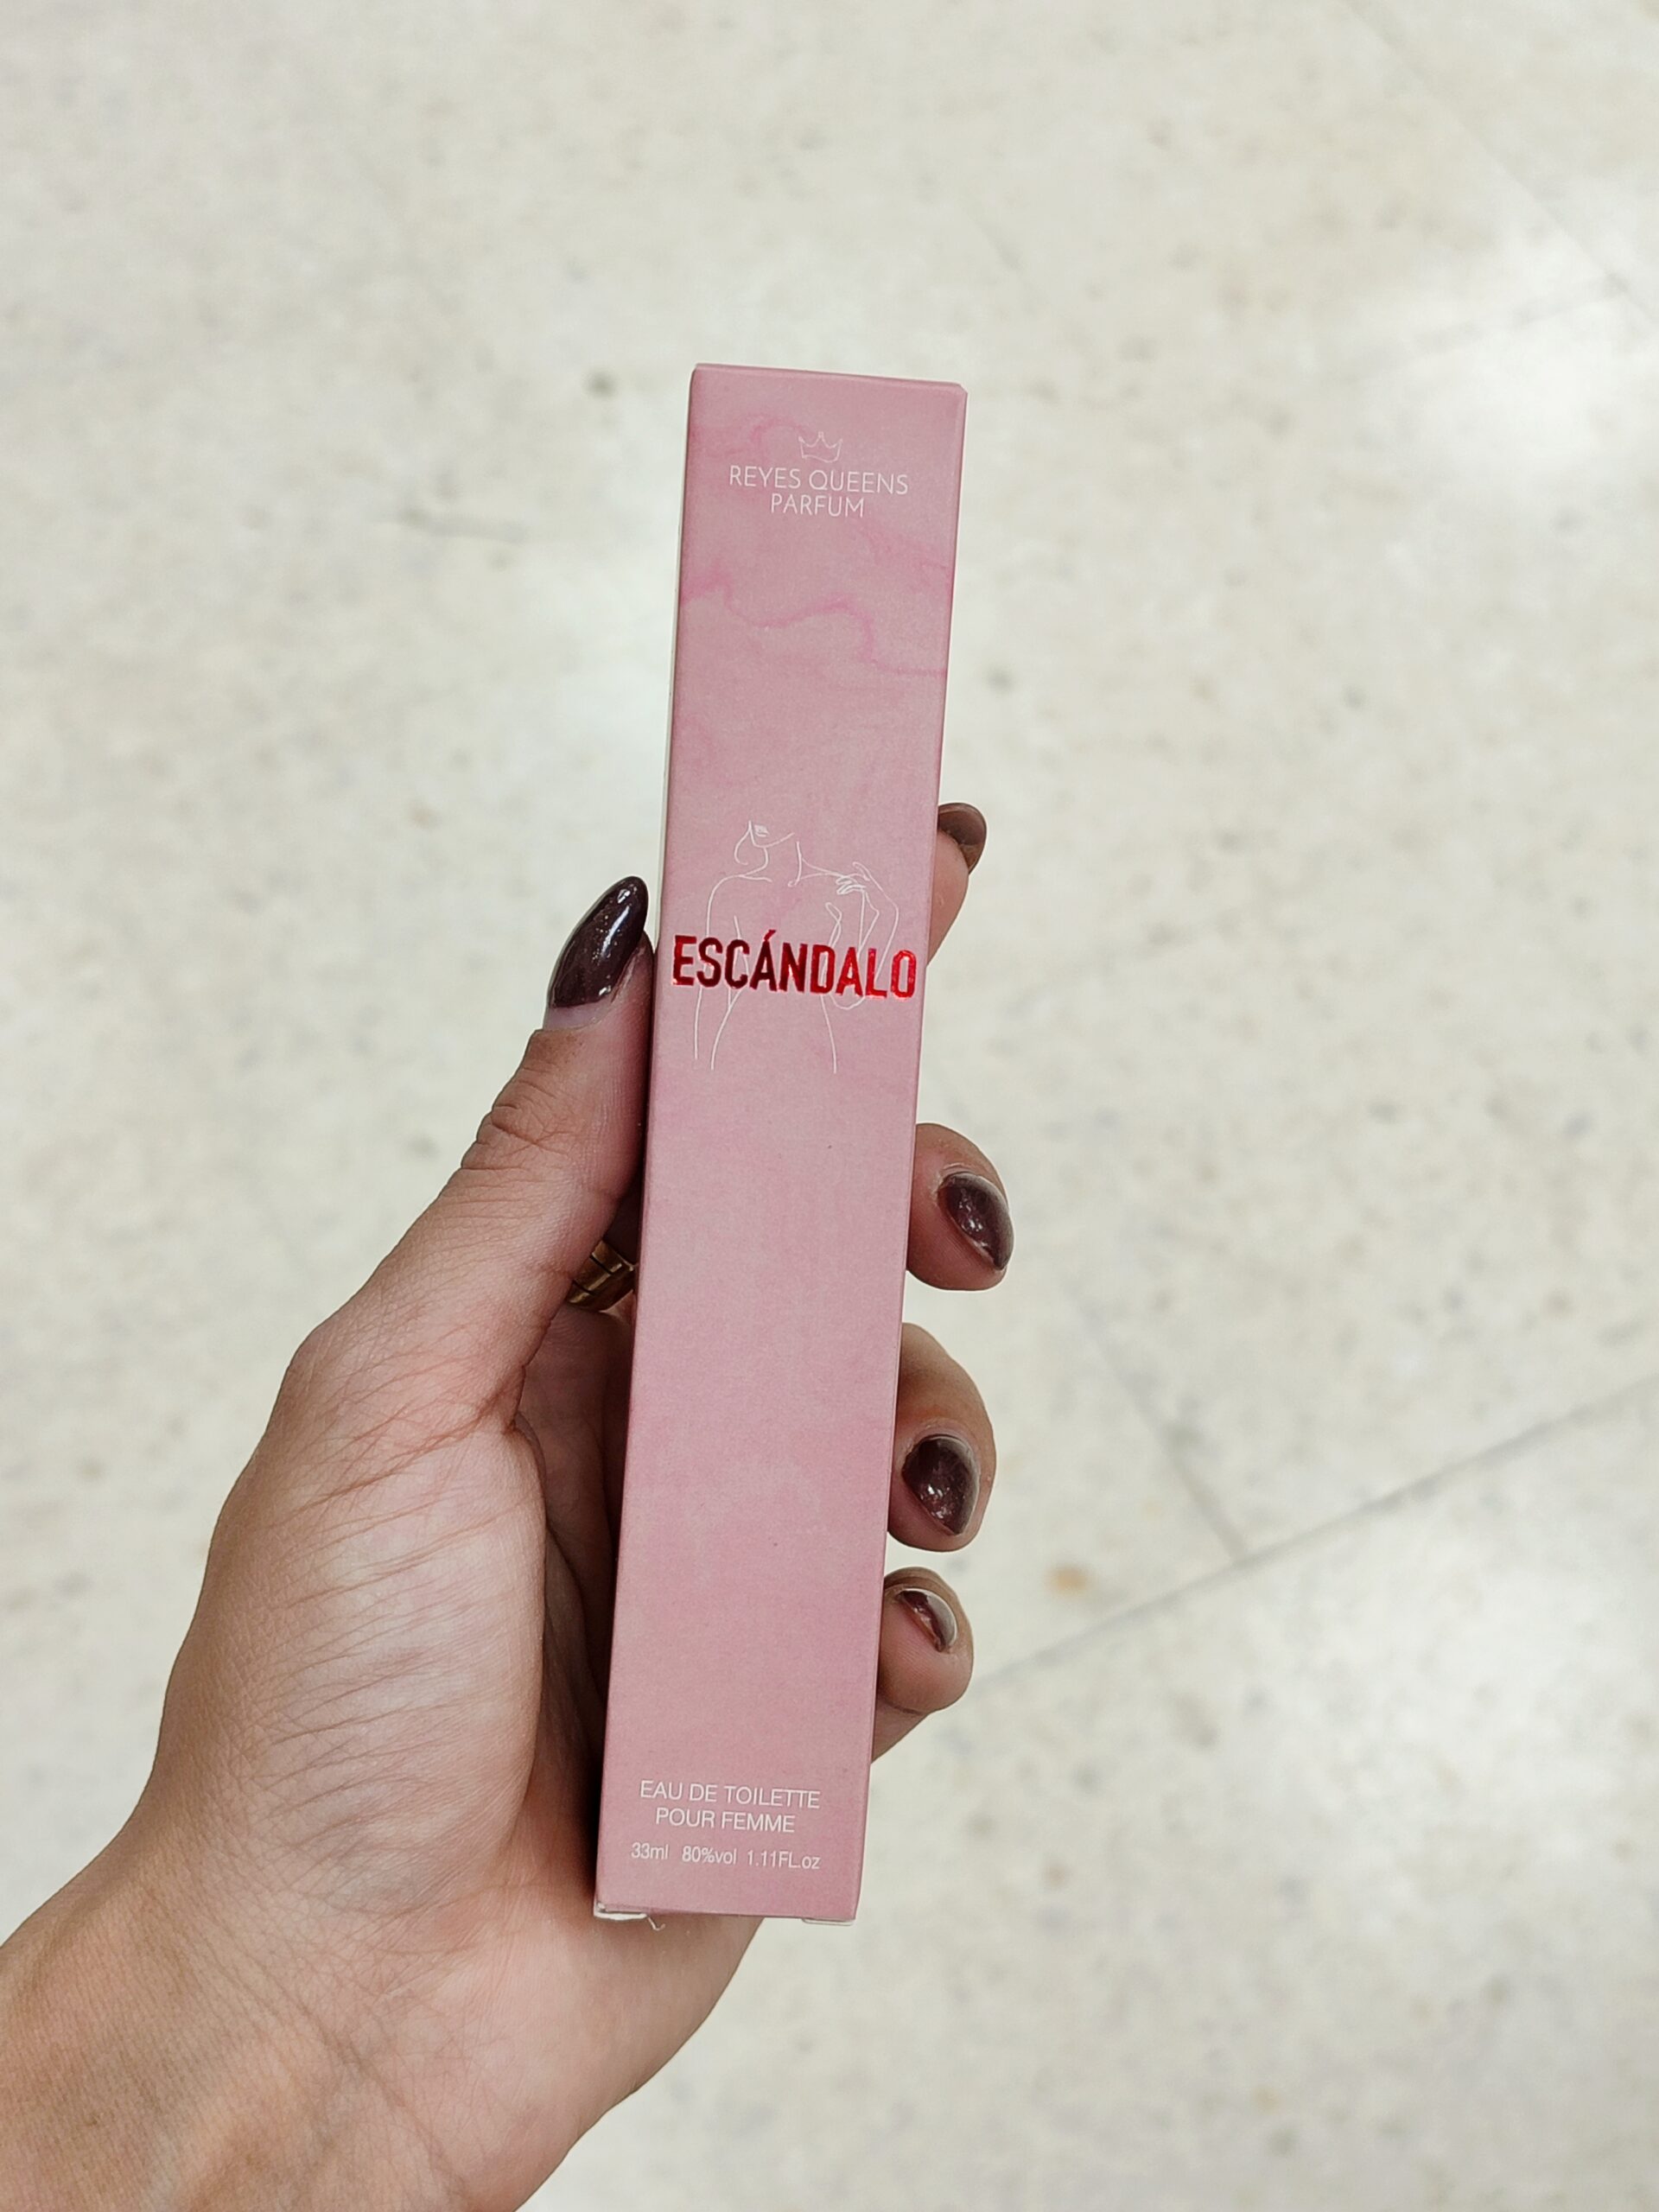 REYES QUEENS
PARFUM
ESCÁNDALO
EAU DE TOILETTE
POUR FEMME
33ml 80%vol 1.11FL.oz